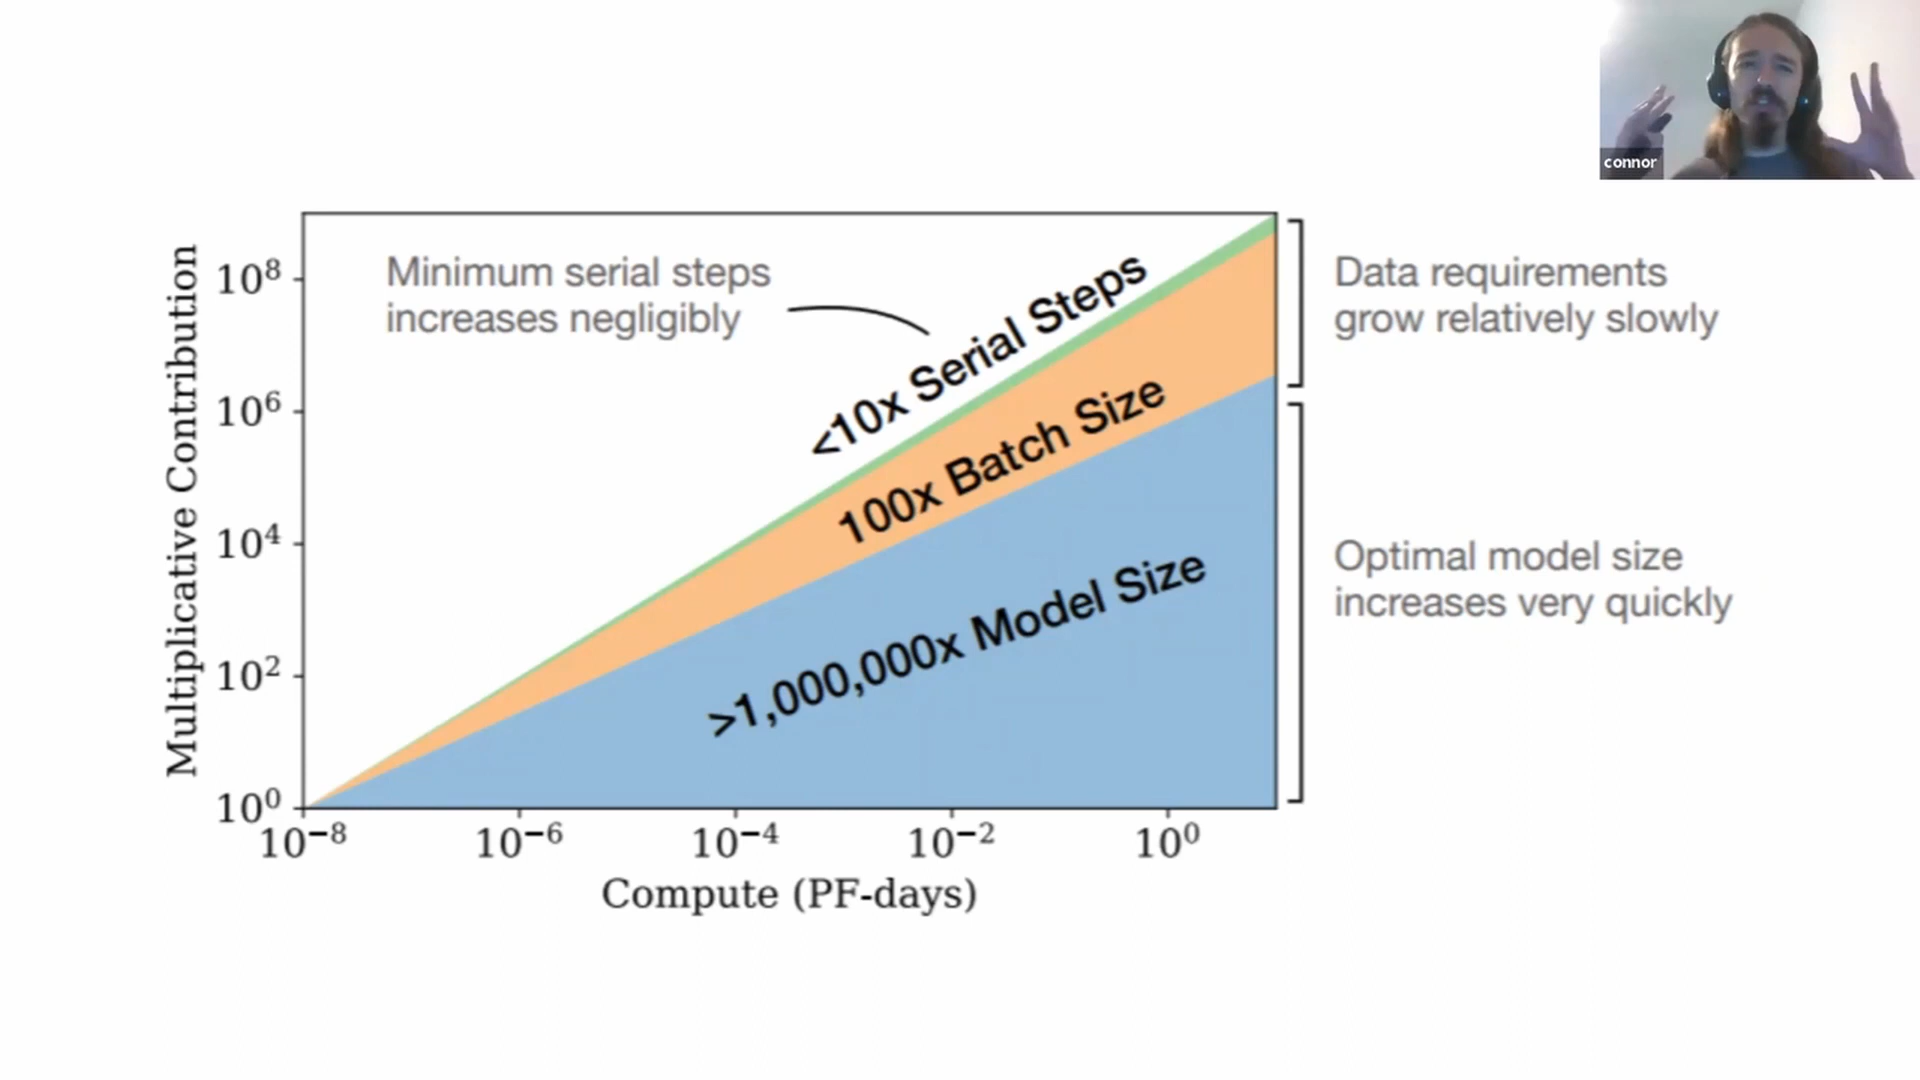 connor
Minimum serial steps
increases negligibly
<10x Serial Steps
100x Batch Size
>1,000,000x Model Size
Data requirements
grow relatively slowly
Optimal model size
increases very quickly
Multiplicative Contribution
10⁸
10⁶
10⁴
10²
10⁰
10⁻⁸
10⁻⁶
10⁻⁴
10⁻²
10⁰
Compute (PF-days)